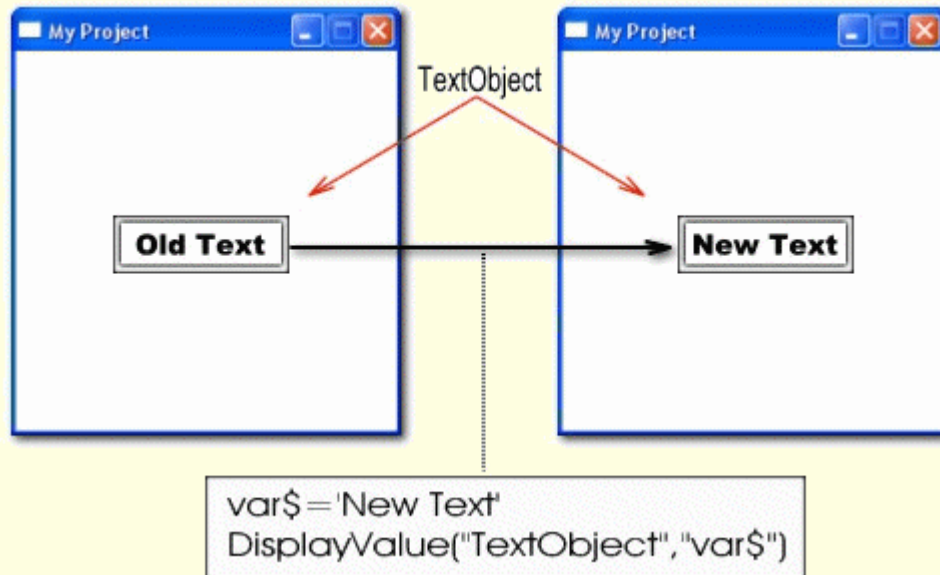 My Project
My Project
TextObject
Old Text
New Text
var$='New Text'
DisplayValue("TextObject","var$")